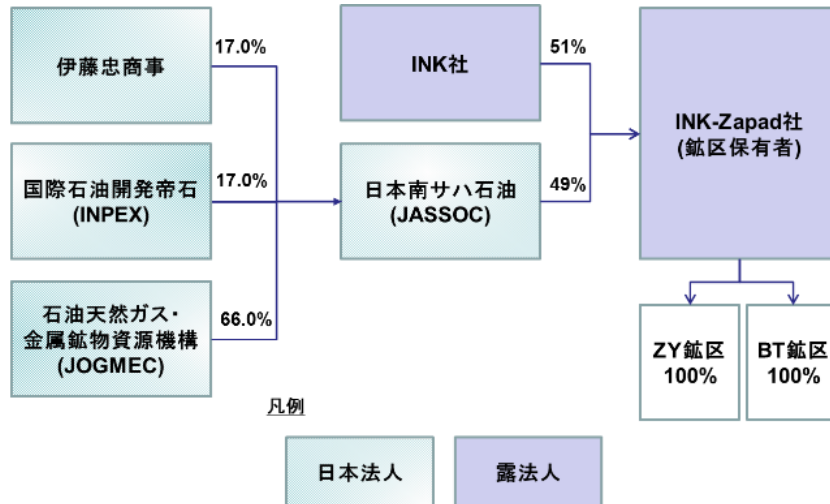 伊藤忠商事
17.0%
国際石油開発帝石
(INPEX)
17.0%
石油天然ガス・
金属鉱物資源機構
(JOGMEC)
66.0%
INK社
51%
日本南サハ石油
(JASSOC)
49%
INK-Zapad社
(鉱区保有者)
ZY鉱区
100%
BT鉱区
100%
凡例
日本法人
露法人